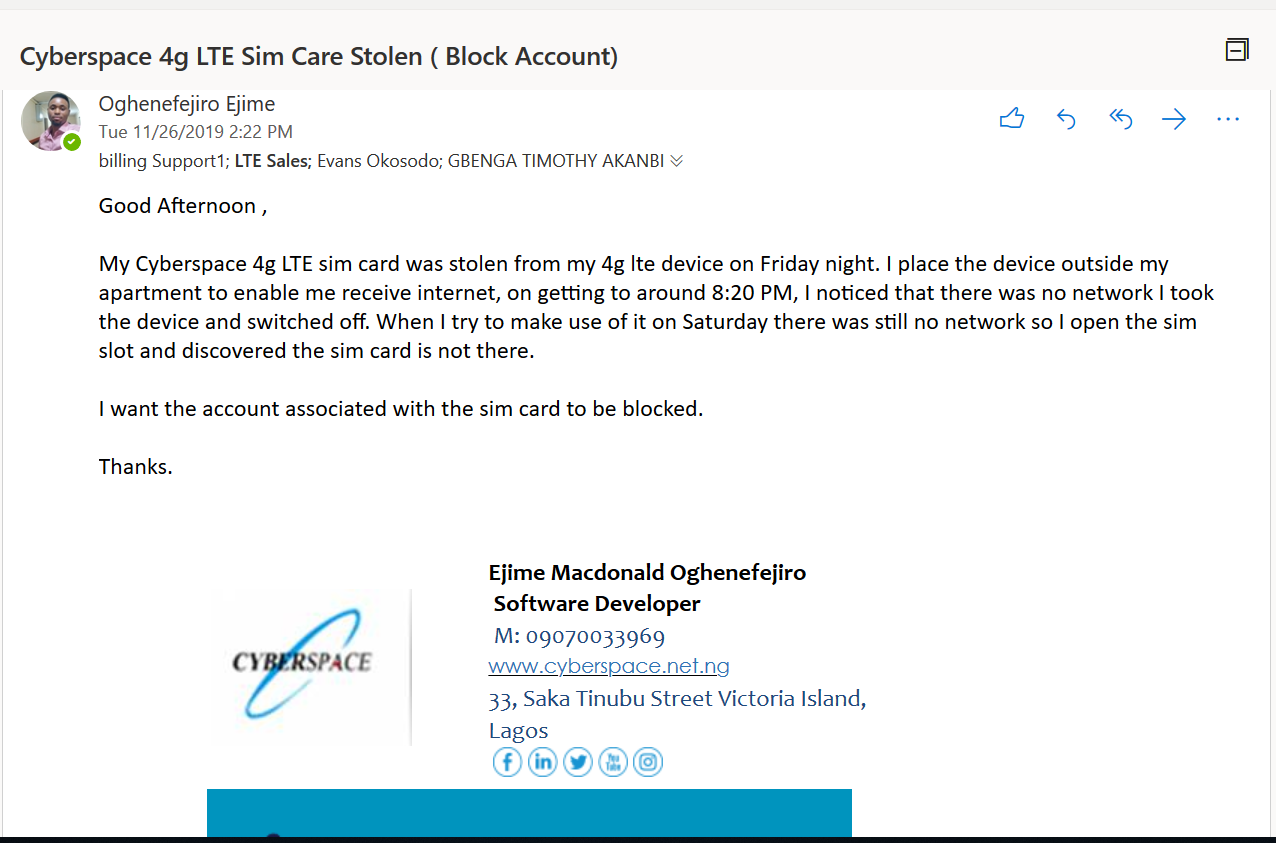 Cyberspace 4g LTE Sim Care Stolen ( Block Account)
Oghenefejiro Ejime
Tue 11/26/2019 2:22 PM
billing Support1; LTE Sales; Evans Okosodo; GBENGA TIMOTHY AKANBI
Good Afternoon ,
My Cyberspace 4g LTE sim card was stolen from my 4g lte device on Friday night. I place the device outside my
apartment to enable me receive internet, on getting to around 8:20 PM, I noticed that there was no network I took
the device and switched off. When I try to make use of it on Saturday there was still no network so I open the sim
slot and discovered the sim card is not there.
I want the account associated with the sim card to be blocked.
Thanks.
CYBERSPACE
Ejime Macdonald Oghenefejiro
Software Developer
M: 09070033969
www.cyberspace.net.ng
33, Saka Tinubu Street Victoria Island,
Lagos